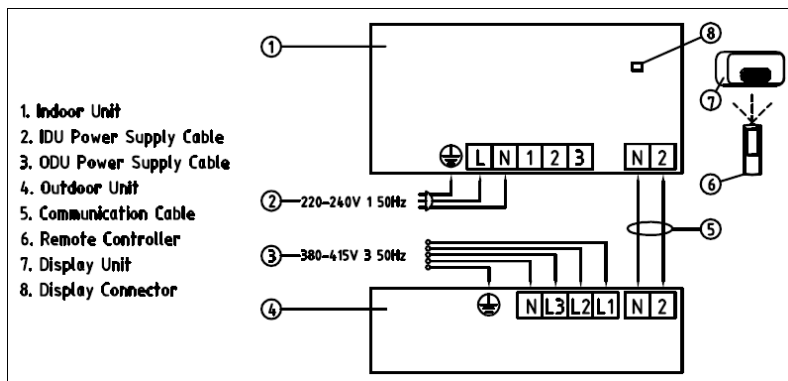 1. Indoor Unit
2. IDU Power Supply Cable
3. ODU Power Supply Cable
4. Outdoor Unit
5. Communication Cable
6. Remote Controller
7. Display Unit
8. Display Connector
1
8
7
L N 1 2 3 N 2
6
2 220-240V 1 50Hz
5
3 380-415V 3 50Hz
4
N L3 L2 L1 N 2